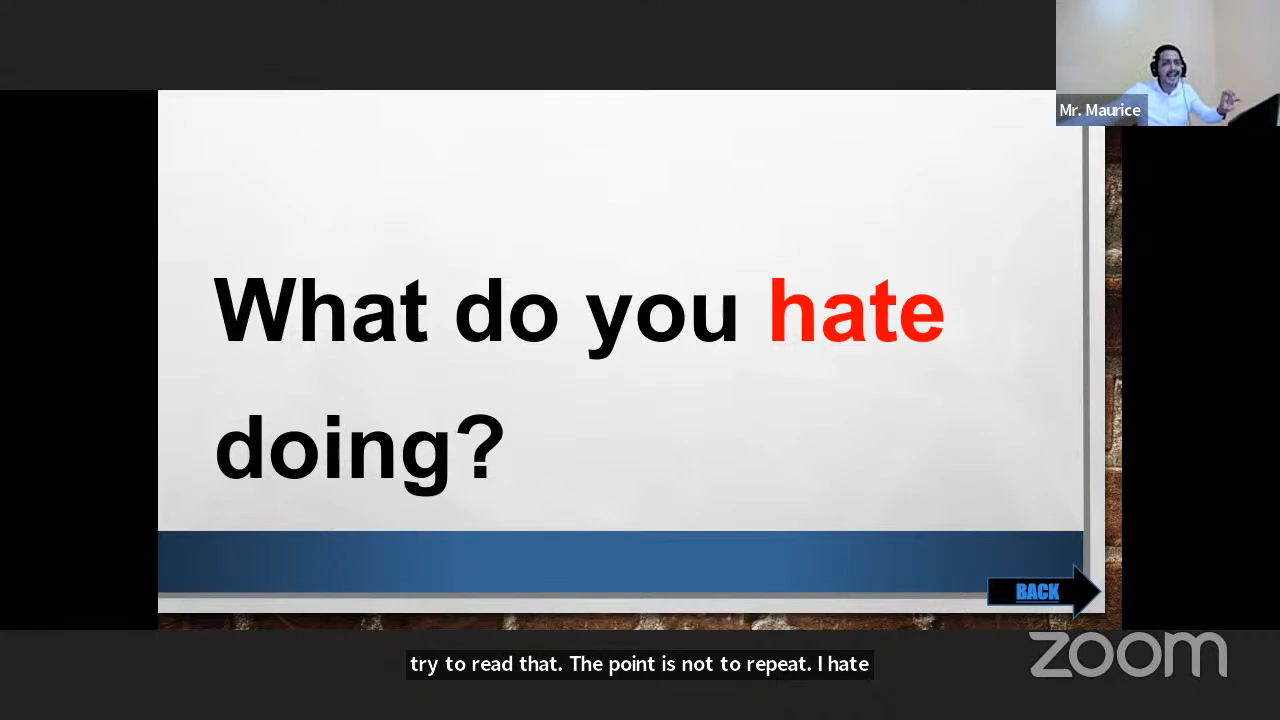 Mr. Maurice
What do you hate
doing?
BACK
try to read that. The point is not to repeat. I hate
zoom